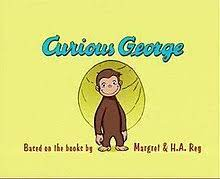 Curious George
Based on the books by Margret & H.A. Rey